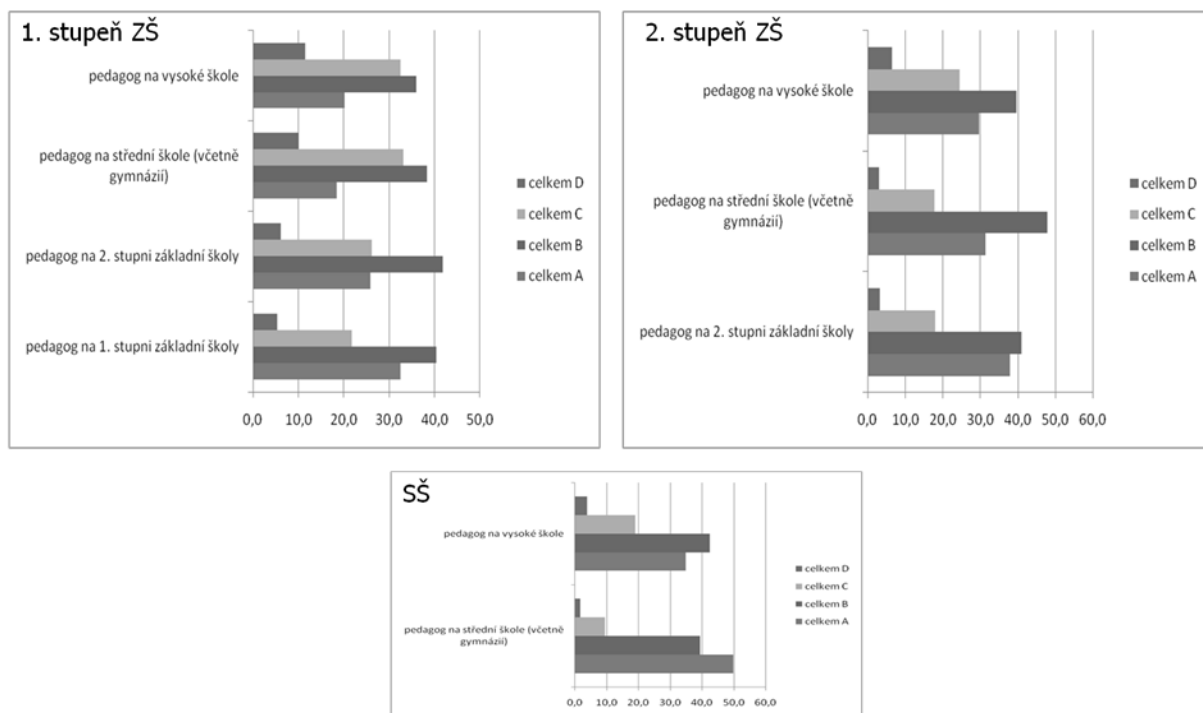 1. stupeň ZŠ
pedagog na vysoké škole
pedagog na střední škole (včetně
gymnázií)
pedagog na 2. stupni základní školy
pedagog na 1. stupni základní školy
0,0 10,0 20,0 30,0 40,0 50,0
celkem D
celkem C
celkem B
celkem A
2. stupeň ZŠ
pedagog na vysoké škole
pedagog na střední škole (včetně
gymnázií)
pedagog na 2. stupni základní školy
0,0 10,0 20,0 30,0 40,0 50,0 60,0
celkem D
celkem C
celkem B
celkem A
SŠ
pedagog na vysoké škole
pedagog na střední škole (včetně
gymnázií)
0,0 10,0 20,0 30,0 40,0 50,0 60,0
celkem D
celkem C
celkem B
celkem A